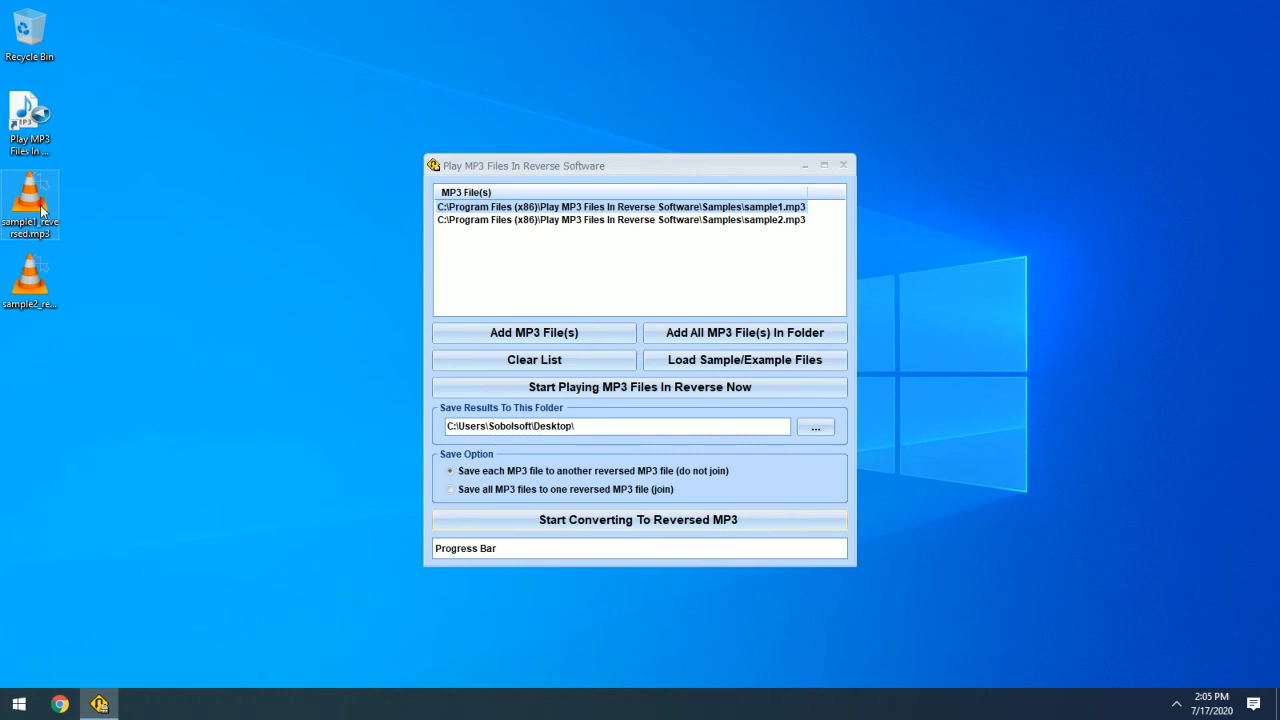 Recycle Bin
Play MP3
Files In ...
sample1_reve
rsed.mp3
sample2_re...
Play MP3 Files In Reverse Software
MP3 File(s)
C:\Program Files (x86)\Play MP3 Files In Reverse Software\Samples\sample1.mp3
C:\Program Files (x86)\Play MP3 Files In Reverse Software\Samples\sample2.mp3
Add MP3 File(s)
Add All MP3 File(s) In Folder
Clear List
Load Sample/Example Files
Start Playing MP3 Files In Reverse Now
Save Results To This Folder
C:\Users\Sobolsoft\Desktop\
...
Save Option
Save each MP3 file to another reversed MP3 file (do not join)
Save all MP3 files to one reversed MP3 file (join)
Start Converting To Reversed MP3
Progress Bar
2:05 PM
7/17/2020